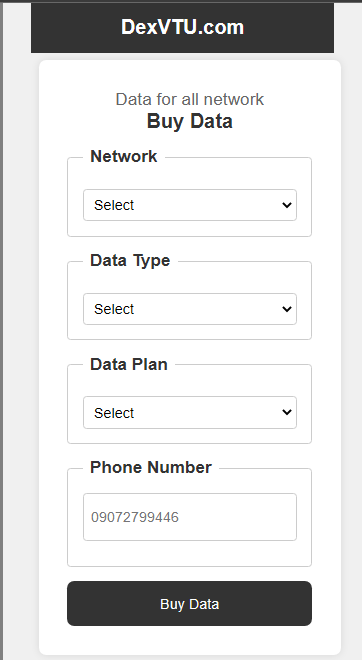 DexVTU.com
Data for all network
Buy Data
Network
Select
Data Type
Select
Data Plan
Select
Phone Number
09072799446
Buy Data